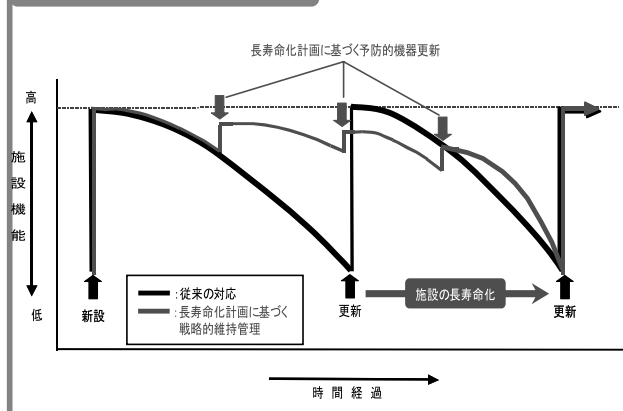 長寿命化計画に基づく予防的機器更新
高
施設機能
低
新設
更新
施設の長寿命化
更新
:従来の対応
:長寿命化計画に基づく
戦略的維持管理
時間経過